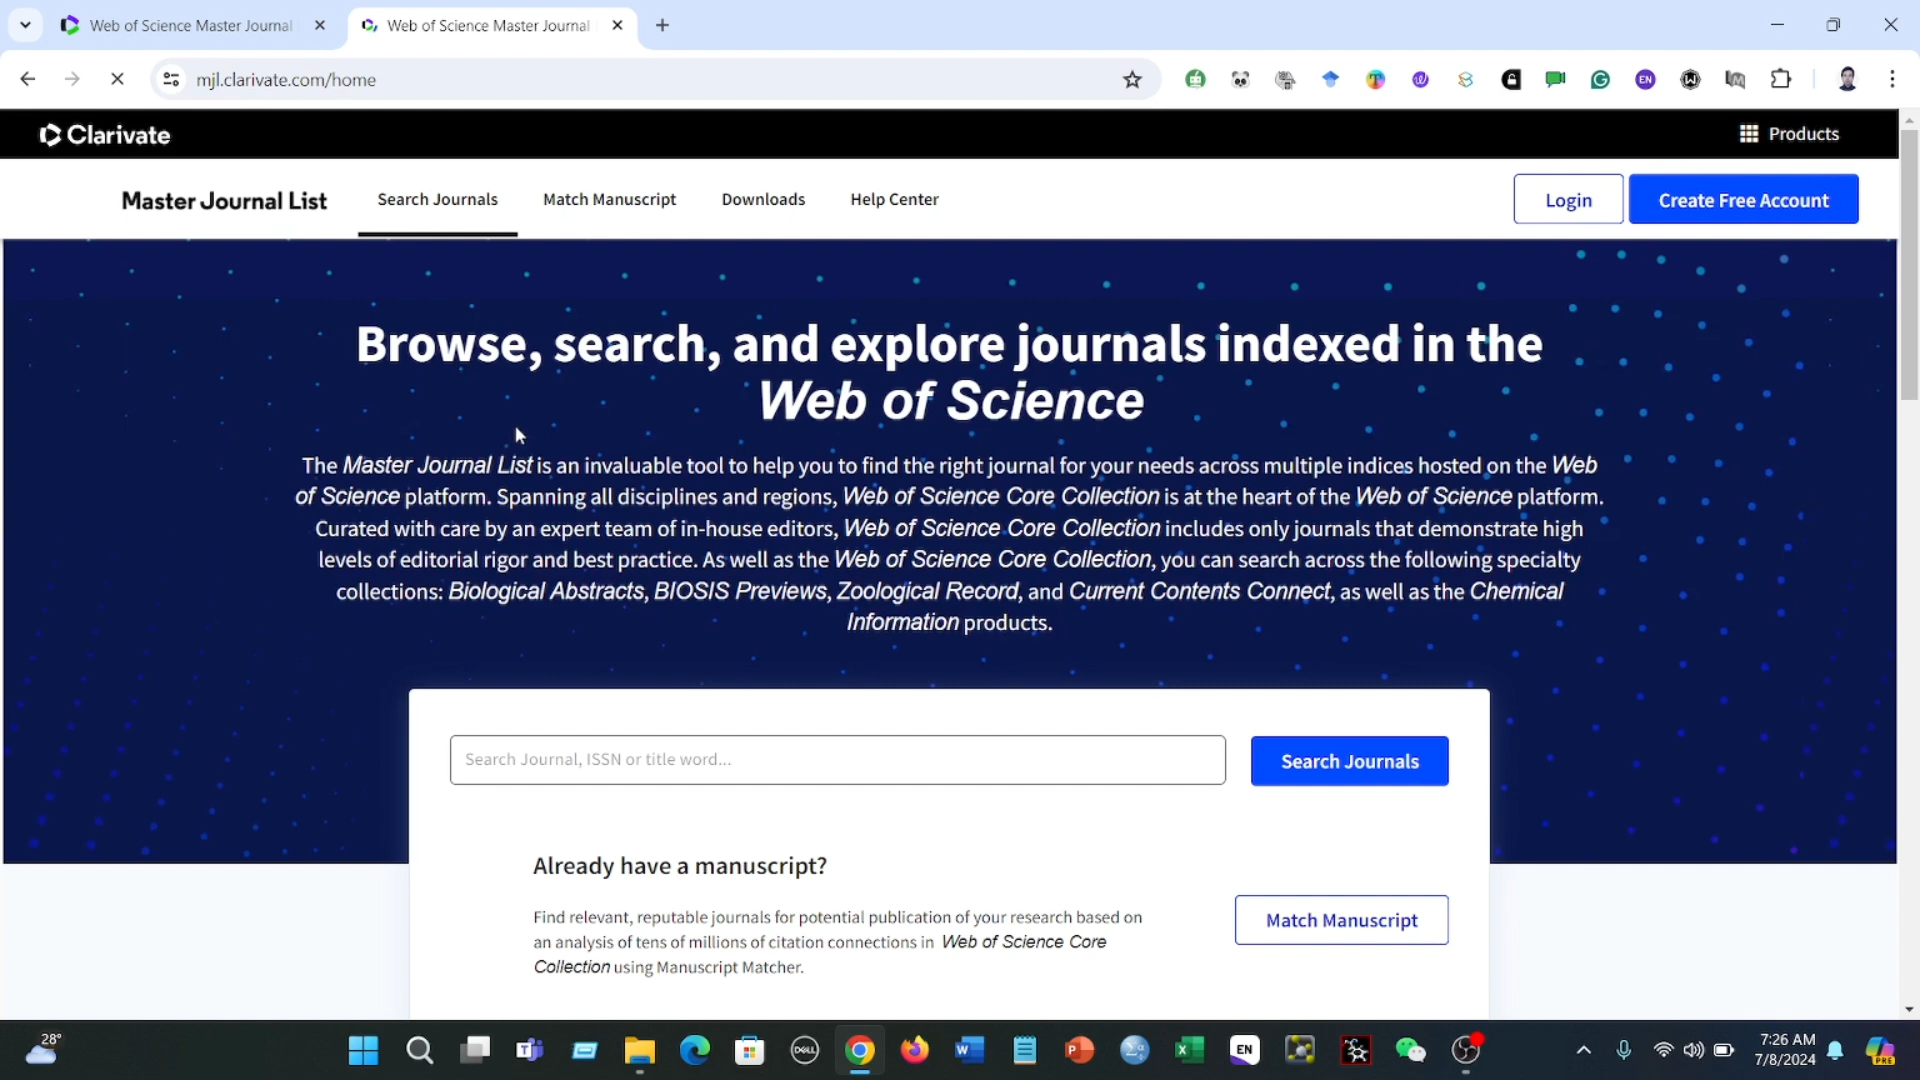 Web of Science Master Journal
Web of Science Master Journal
mjl.clarivate.com/home
EN
Clarivate
Products
Master Journal List
Search Journals
Match Manuscript
Downloads
Help Center
Login
Create Free Account
Browse, search, and explore journals indexed in the
Web of Science
The Master Journal List is an invaluable tool to help you to find the right journal for your needs across multiple indices hosted on the Web
of Science platform. Spanning all disciplines and regions, Web of Science Core Collection is at the heart of the Web of Science platform.
Curated with care by an expert team of in-house editors, Web of Science Core Collection includes only journals that demonstrate high
levels of editorial rigor and best practice. As well as the Web of Science Core Collection, you can search across the following specialty
collections: Biological Abstracts, BIOSIS Previews, Zoological Record, and Current Contents Connect, as well as the Chemical
Information products.
Search Journal, ISSN or title word...
Search Journals
Already have a manuscript?
Find relevant, reputable journals for potential publication of your research based on
an analysis of tens of millions of citation connections in Web of Science Core
Collection using Manuscript Matcher.
Match Manuscript
28°
DELL
EN
7:26 AM
7/8/2024
PRE